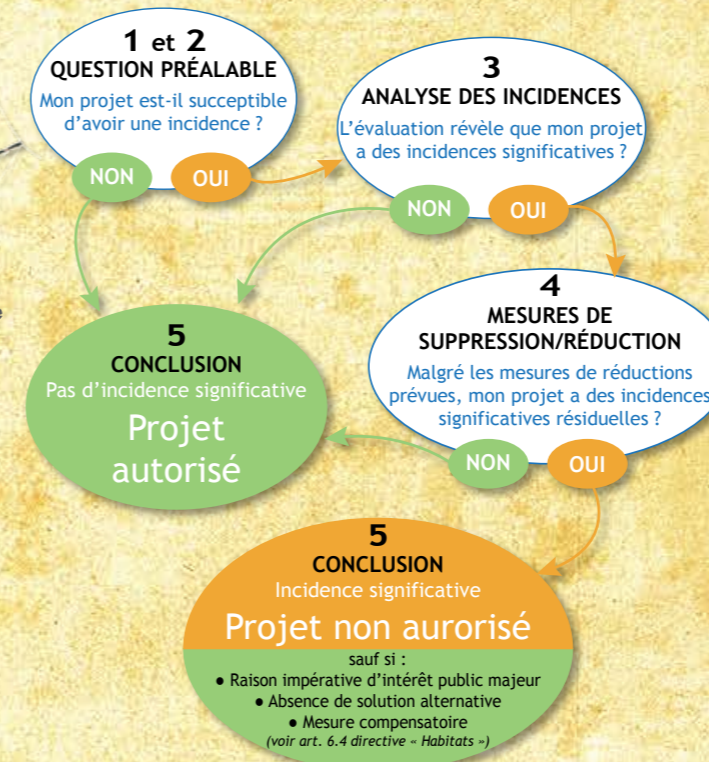 1 et 2
QUESTION PRÉALABLE
Mon projet est-il succeptible
d'avoir une incidence ?
NON
OUI
3
ANALYSE DES INCIDENCES
L'évaluation révèle que mon projet
a des incidences significatives ?
NON
OUI
4
MESURES DE
SUPPRESSION/RÉDUCTION
Malgré les mesures de réductions
prévues, mon projet a des incidences
significatives résiduelles ?
NON
OUI
5
CONCLUSION
Pas d'incidence significative
Projet
autorisé
5
CONCLUSION
Incidence significative
Projet non aurorisé
sauf si :
● Raison impérative d'intérêt public majeur
● Absence de solution alternative
● Mesure compensatoire
(voir art. 6.4 directive « Habitats »)